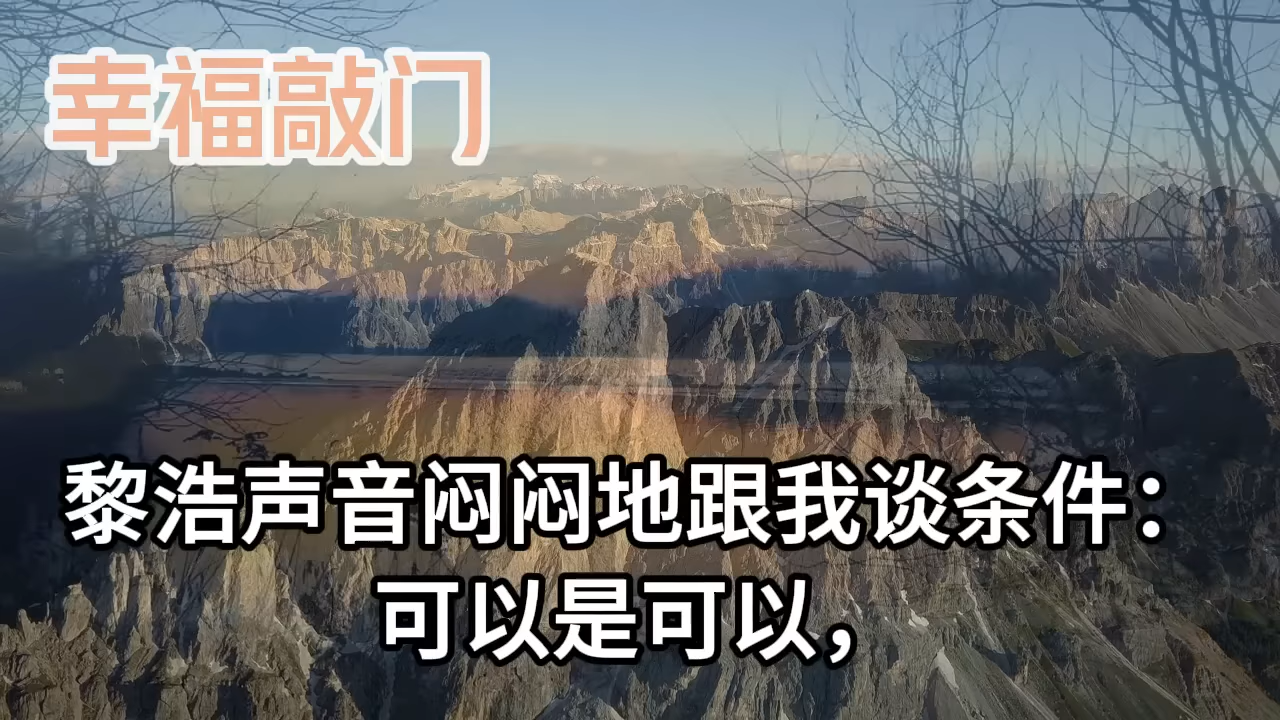 幸福敲门
黎浩声音闷闷地跟我谈条件：
可以是可以，